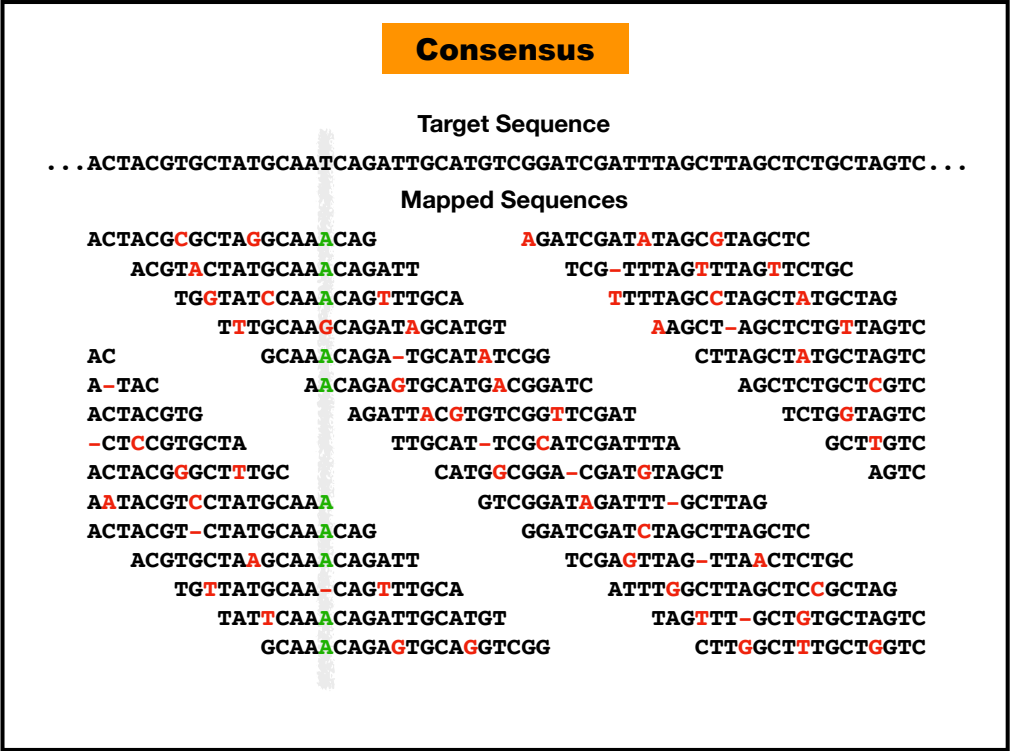 Consensus
Target Sequence
...ACTACGTGCTATGCAATCAGATTGCATGTCGGATCGATTTAGCTTAGCTCTGCTAGTC...
Mapped Sequences
ACTACGCGCTAGGCAAACAG AGATCGATATAGCGTAGCTC
ACGTACTATGCAAACAGATT TCG-TTTAGTTTAGTTCTGC
TGGTATCCAAACAGTTTGCA TTTTAGCCTAGCTATGCTAG
TTTGCAAGCAGATAGCATGT AAGCT-AGCTCTGTTAGTC
AC GCAAACAGA-TGCATATCGG CTTAGCTATGCTAGTC
A-TAC AACAGAGTGCATGACGGATC AGCTCTGCTCGTC
ACTACGTG AGATTACGTGTCGGTTCGAT TCTGGTAGTC
-CTCCGTGCTA TTGCAT-TCGCATCGATTTA GCTTGTC
ACTACGGGCTTTGC CATGGCGGA-CGATGTAGCT AGTC
AATACGTCCTATGCAAA GTCGGATAGATTT-GCTTAG
ACTACGT-CTATGCAAACAG GGATCGATCTAGCTTAGCTC
ACGTGCTAAGCAAACAGATT TCGAGTTAG-TTAACTCTGC
TGTTATGCAA-CAGTTTGCA ATTTGGCTTAGCTCCGCTAG
TATTCAAACAGATTGCATGT TAGTTT-GCTGTGCTAGTC
GCAAACAGAGTGCAGGTCGG CTTGGCTTTGCTGGTC